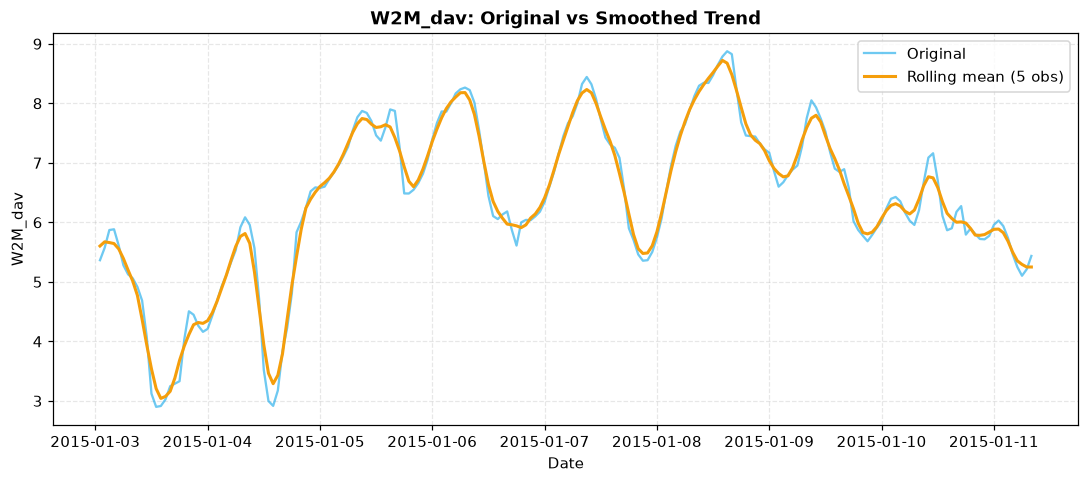 W2M_dav: Original vs Smoothed Trend
Original
Rolling mean (5 obs)
W2M_dav
9
8
7
6
5
4
3
2015-01-03 2015-01-04 2015-01-05 2015-01-06 2015-01-07 2015-01-08 2015-01-09 2015-01-10 2015-01-11
Date